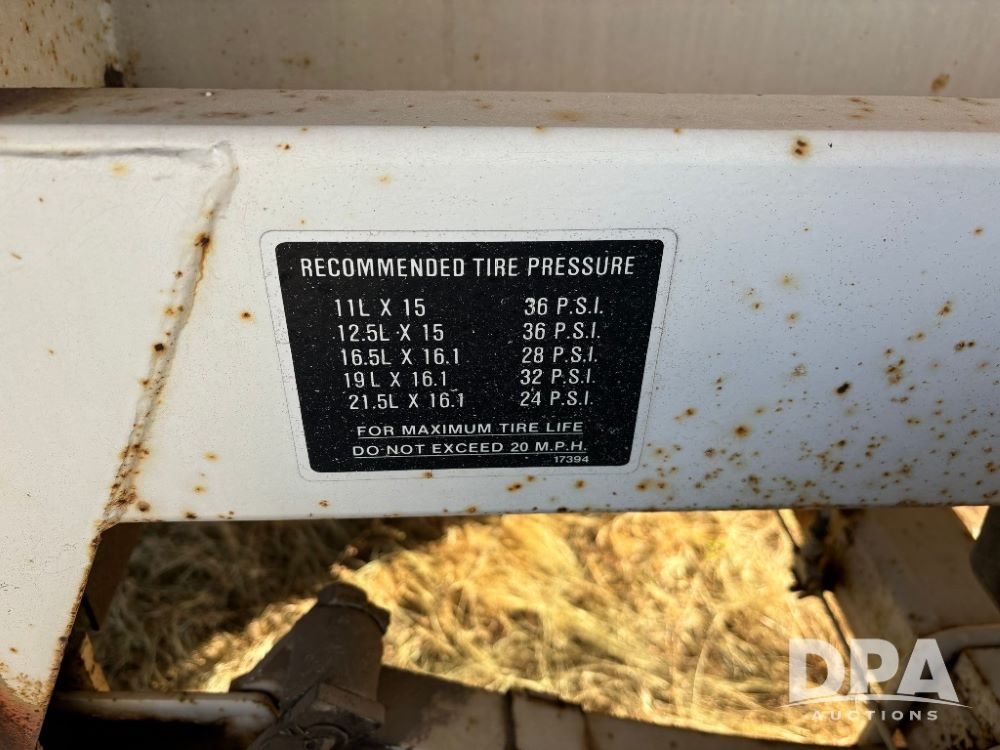 RECOMMENDED TIRE PRESSURE
11L X 15 36 P.S.I.
12.5L X 15 36 P.S.I.
16.5L X 16.1 28 P.S.I.
19L X 16.1 32 P.S.I.
21.5L X 16.1 24 P.S.I.
FOR MAXIMUM TIRE LIFE
DO NOT EXCEED 20 M.P.H.
17394
DPA
AUCTIONS